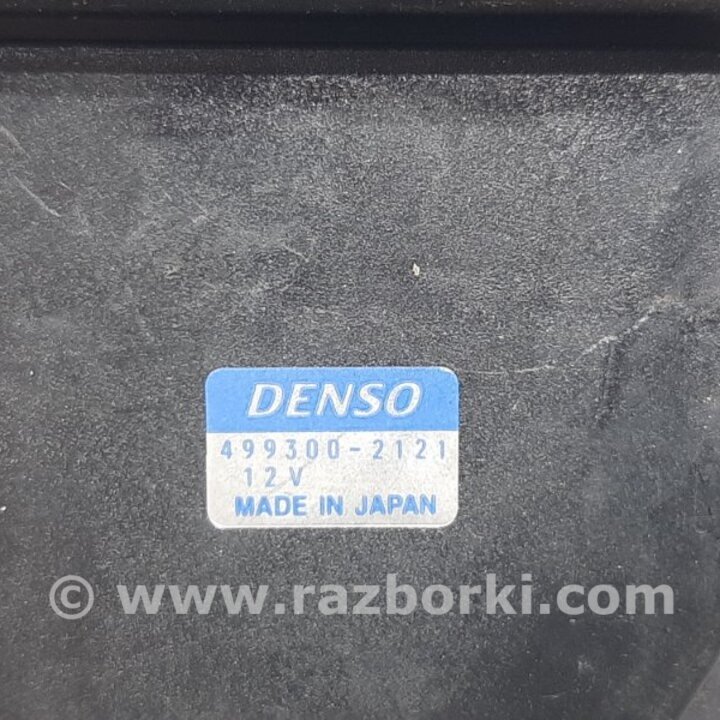 DENSO
499300-2121
12V
MADE IN JAPAN
© www.razborki.com